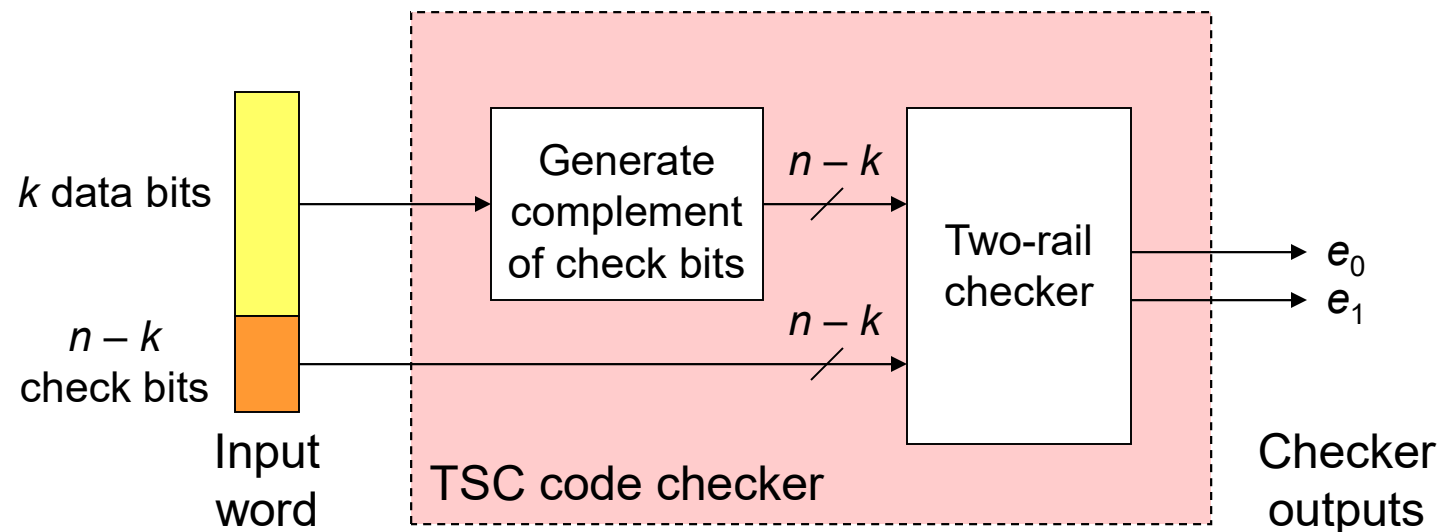 k data bits
n – k
check bits
Input
word
Generate
complement
of check bits
n – k
n – k
Two-rail
checker
TSC code checker
e₀
e₁
Checker
outputs